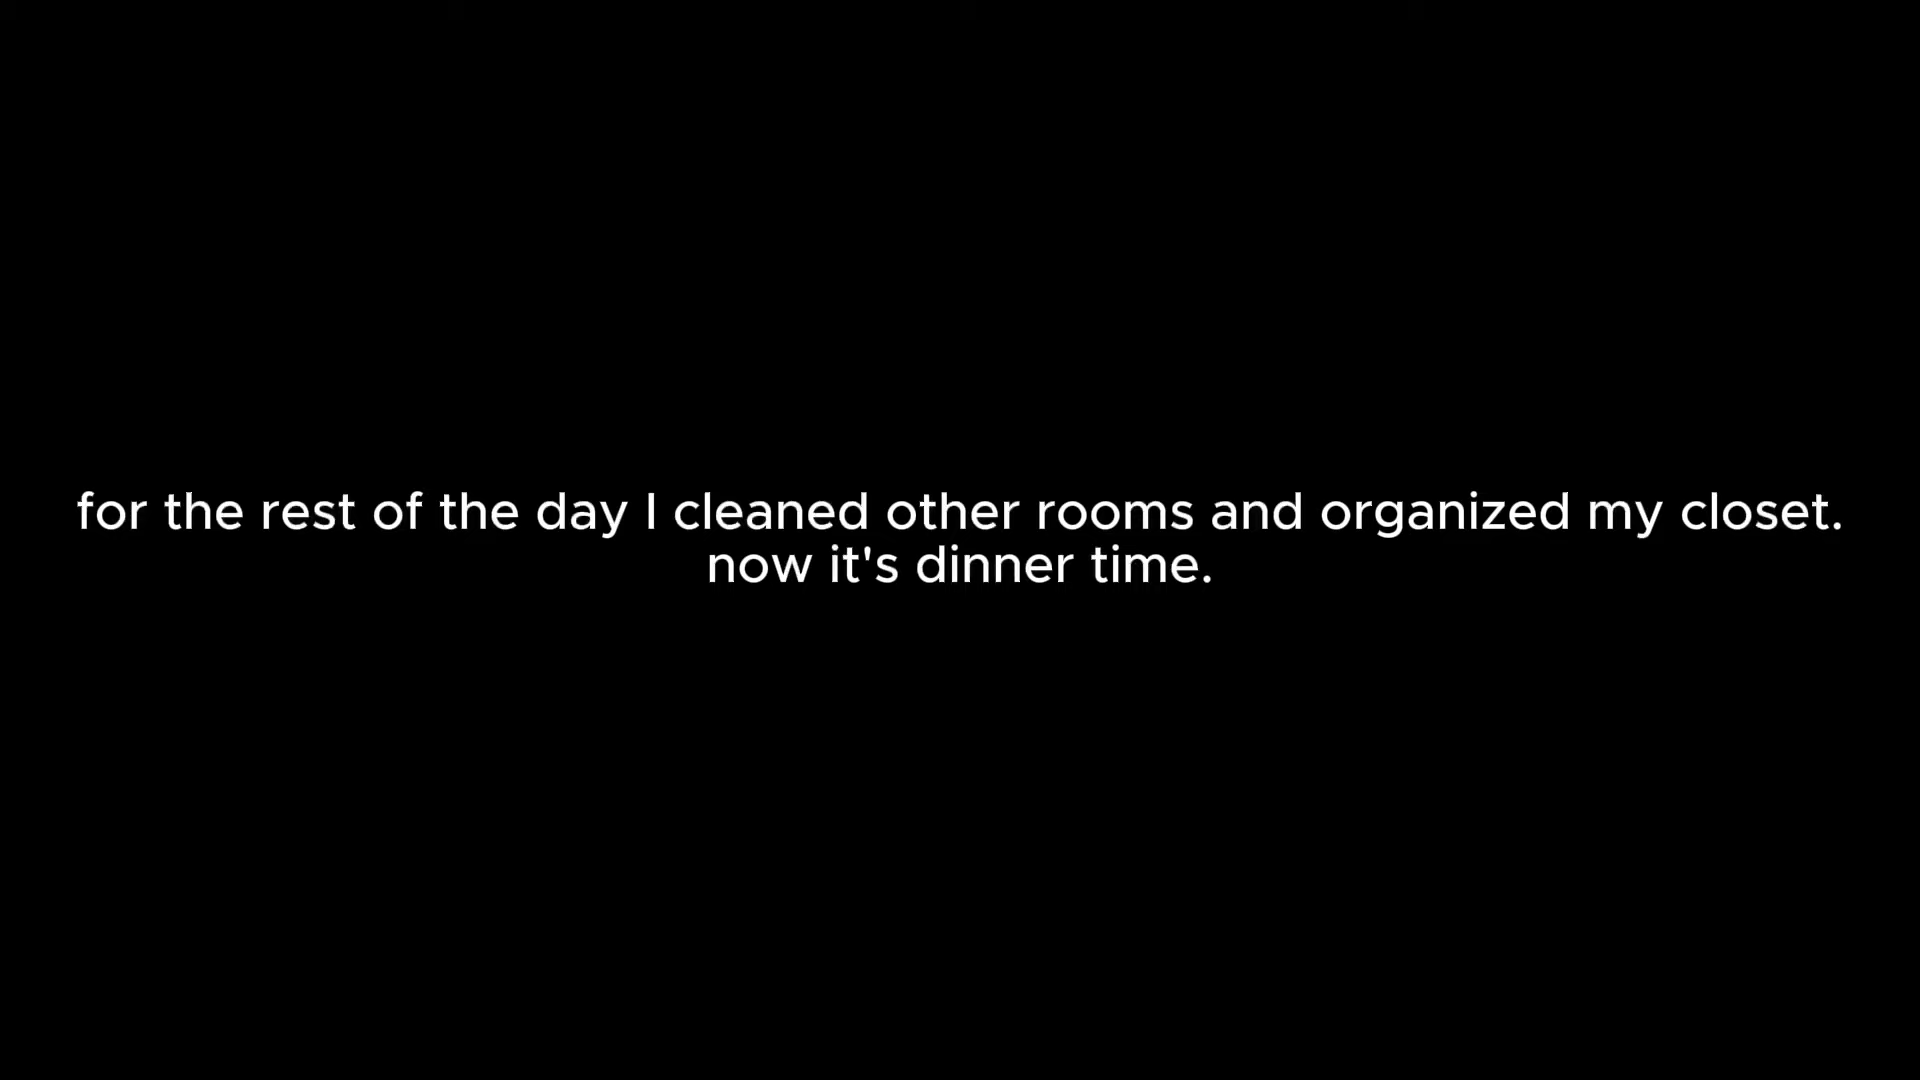 for the rest of the day I cleaned other rooms and organized my closet.
now it's dinner time.